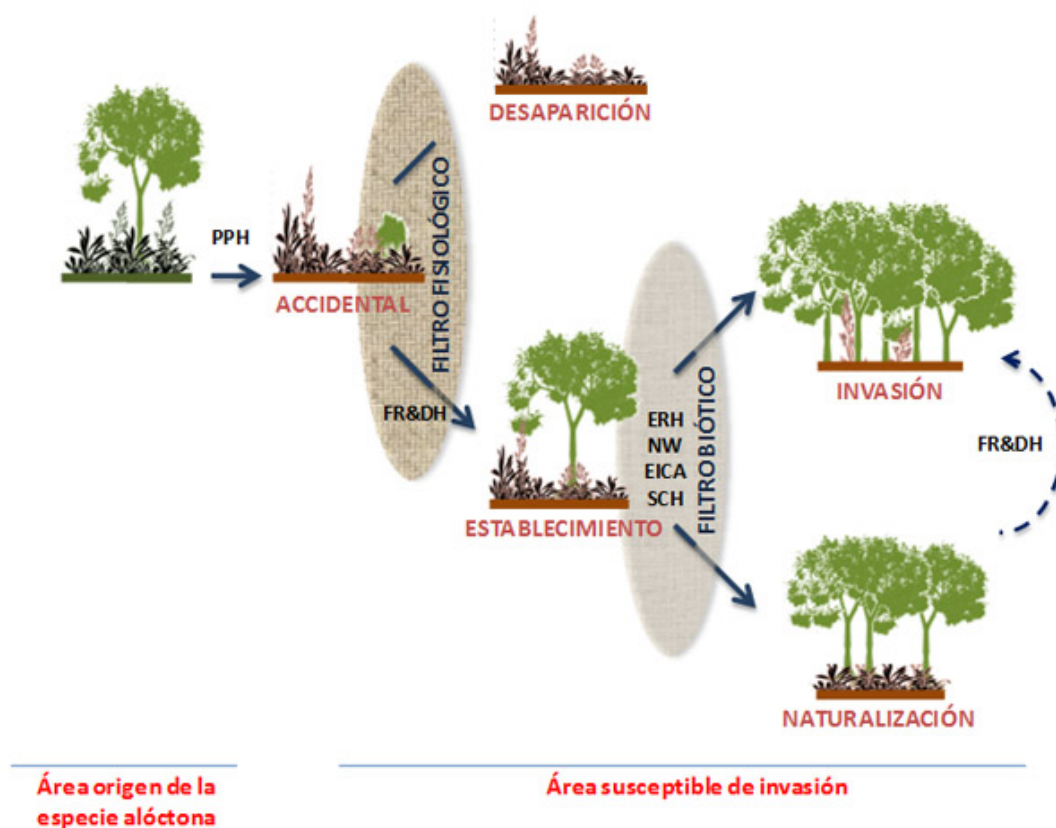 DESAPARICIÓN
FILTRO FISIOLÓGICO
PPH
ACCIDENTAL
FR&DH
ESTABLECIMIENTO
ERH
NW
EICA
SCH
FILTRO BIÓTICO
INVASIÓN
FR&DH
NATURALIZACIÓN
Área origen de la
especie alóctona
Área susceptible de invasión